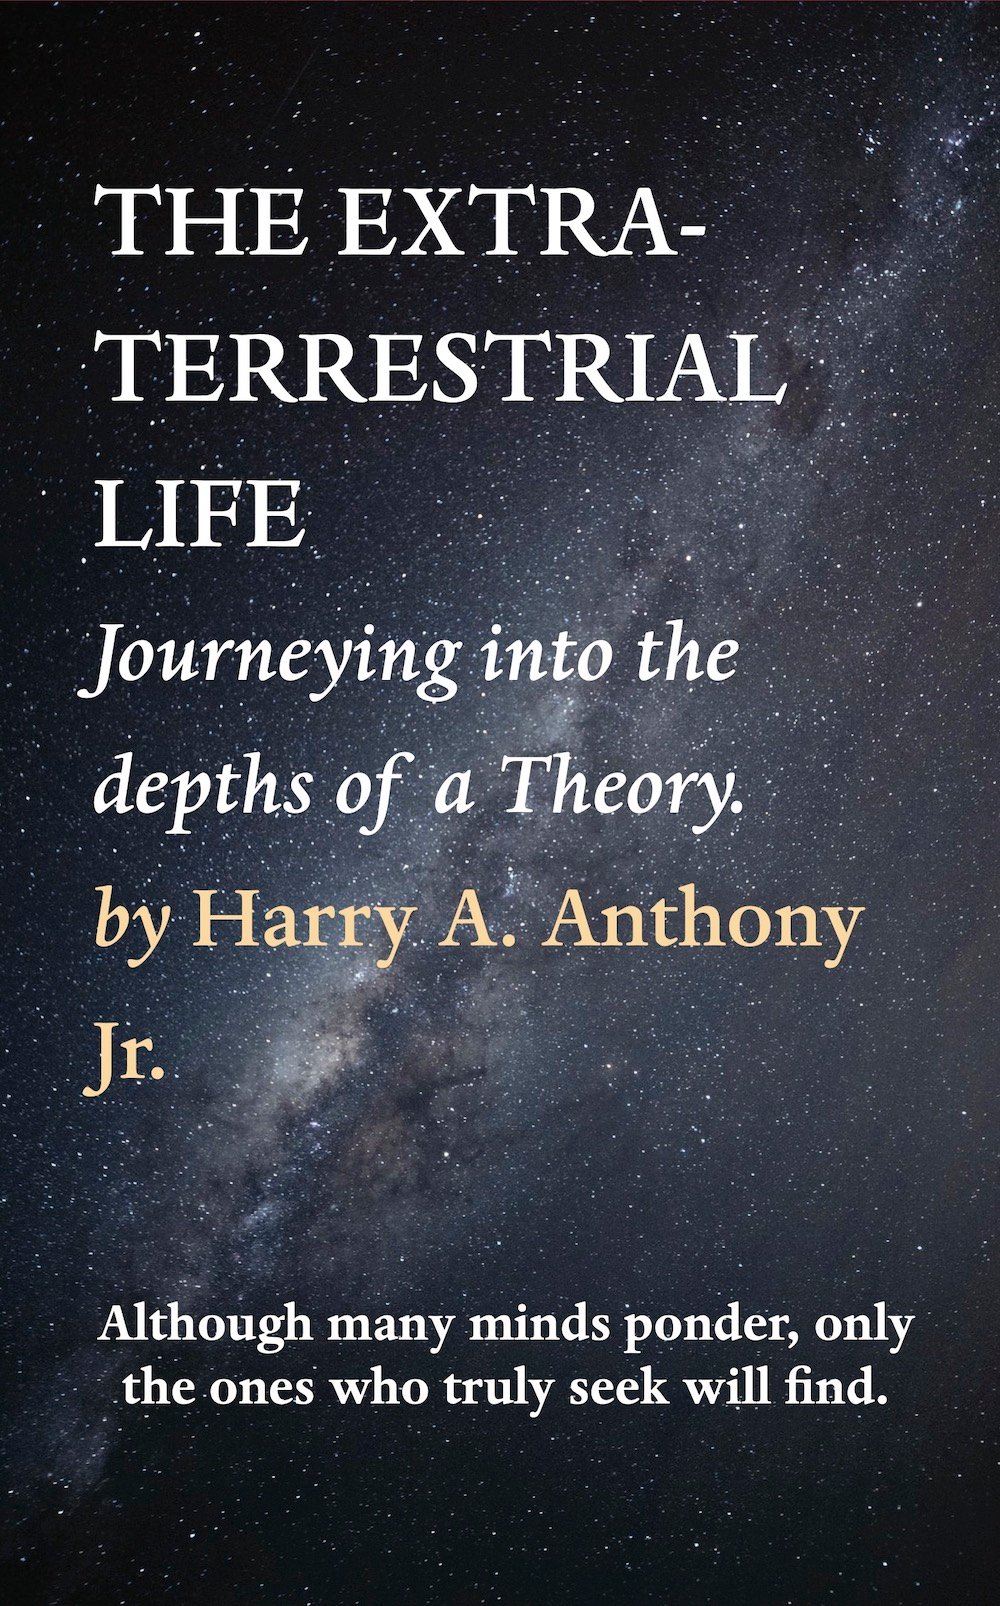 THE EXTRA-
TERRESTRIAL
LIFE
Journeying into the
depths of a Theory.
by Harry A. Anthony
Jr.
Although many minds ponder, only
the ones who truly seek will find.